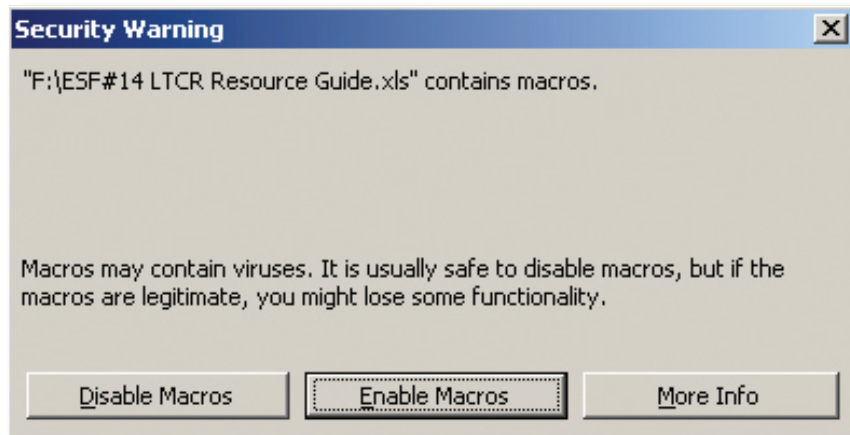 Security Warning
"F:\ESF#14 LTCR Resource Guide.xls" contains macros.
Macros may contain viruses. It is usually safe to disable macros, but if the
macros are legitimate, you might lose some functionality.
Disable Macros
Enable Macros
More Info